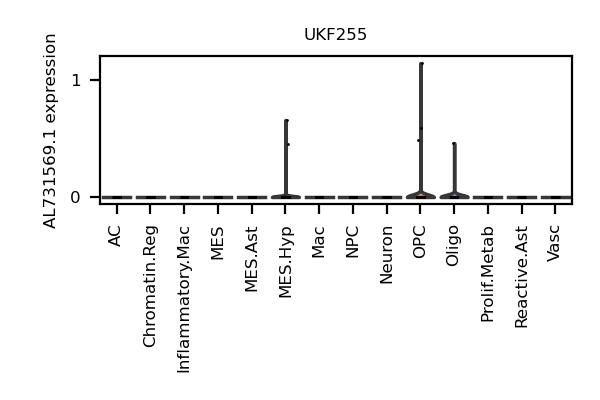 UKF255
AL731569.1 expression
1
0
AC
Chromatin.Reg
Inflammatory.Mac
MES
MES.Ast
MES.Hyp
Mac
NPC
Neuron
OPC
Oligo
Prolif.Metab
Reactive.Ast
Vasc